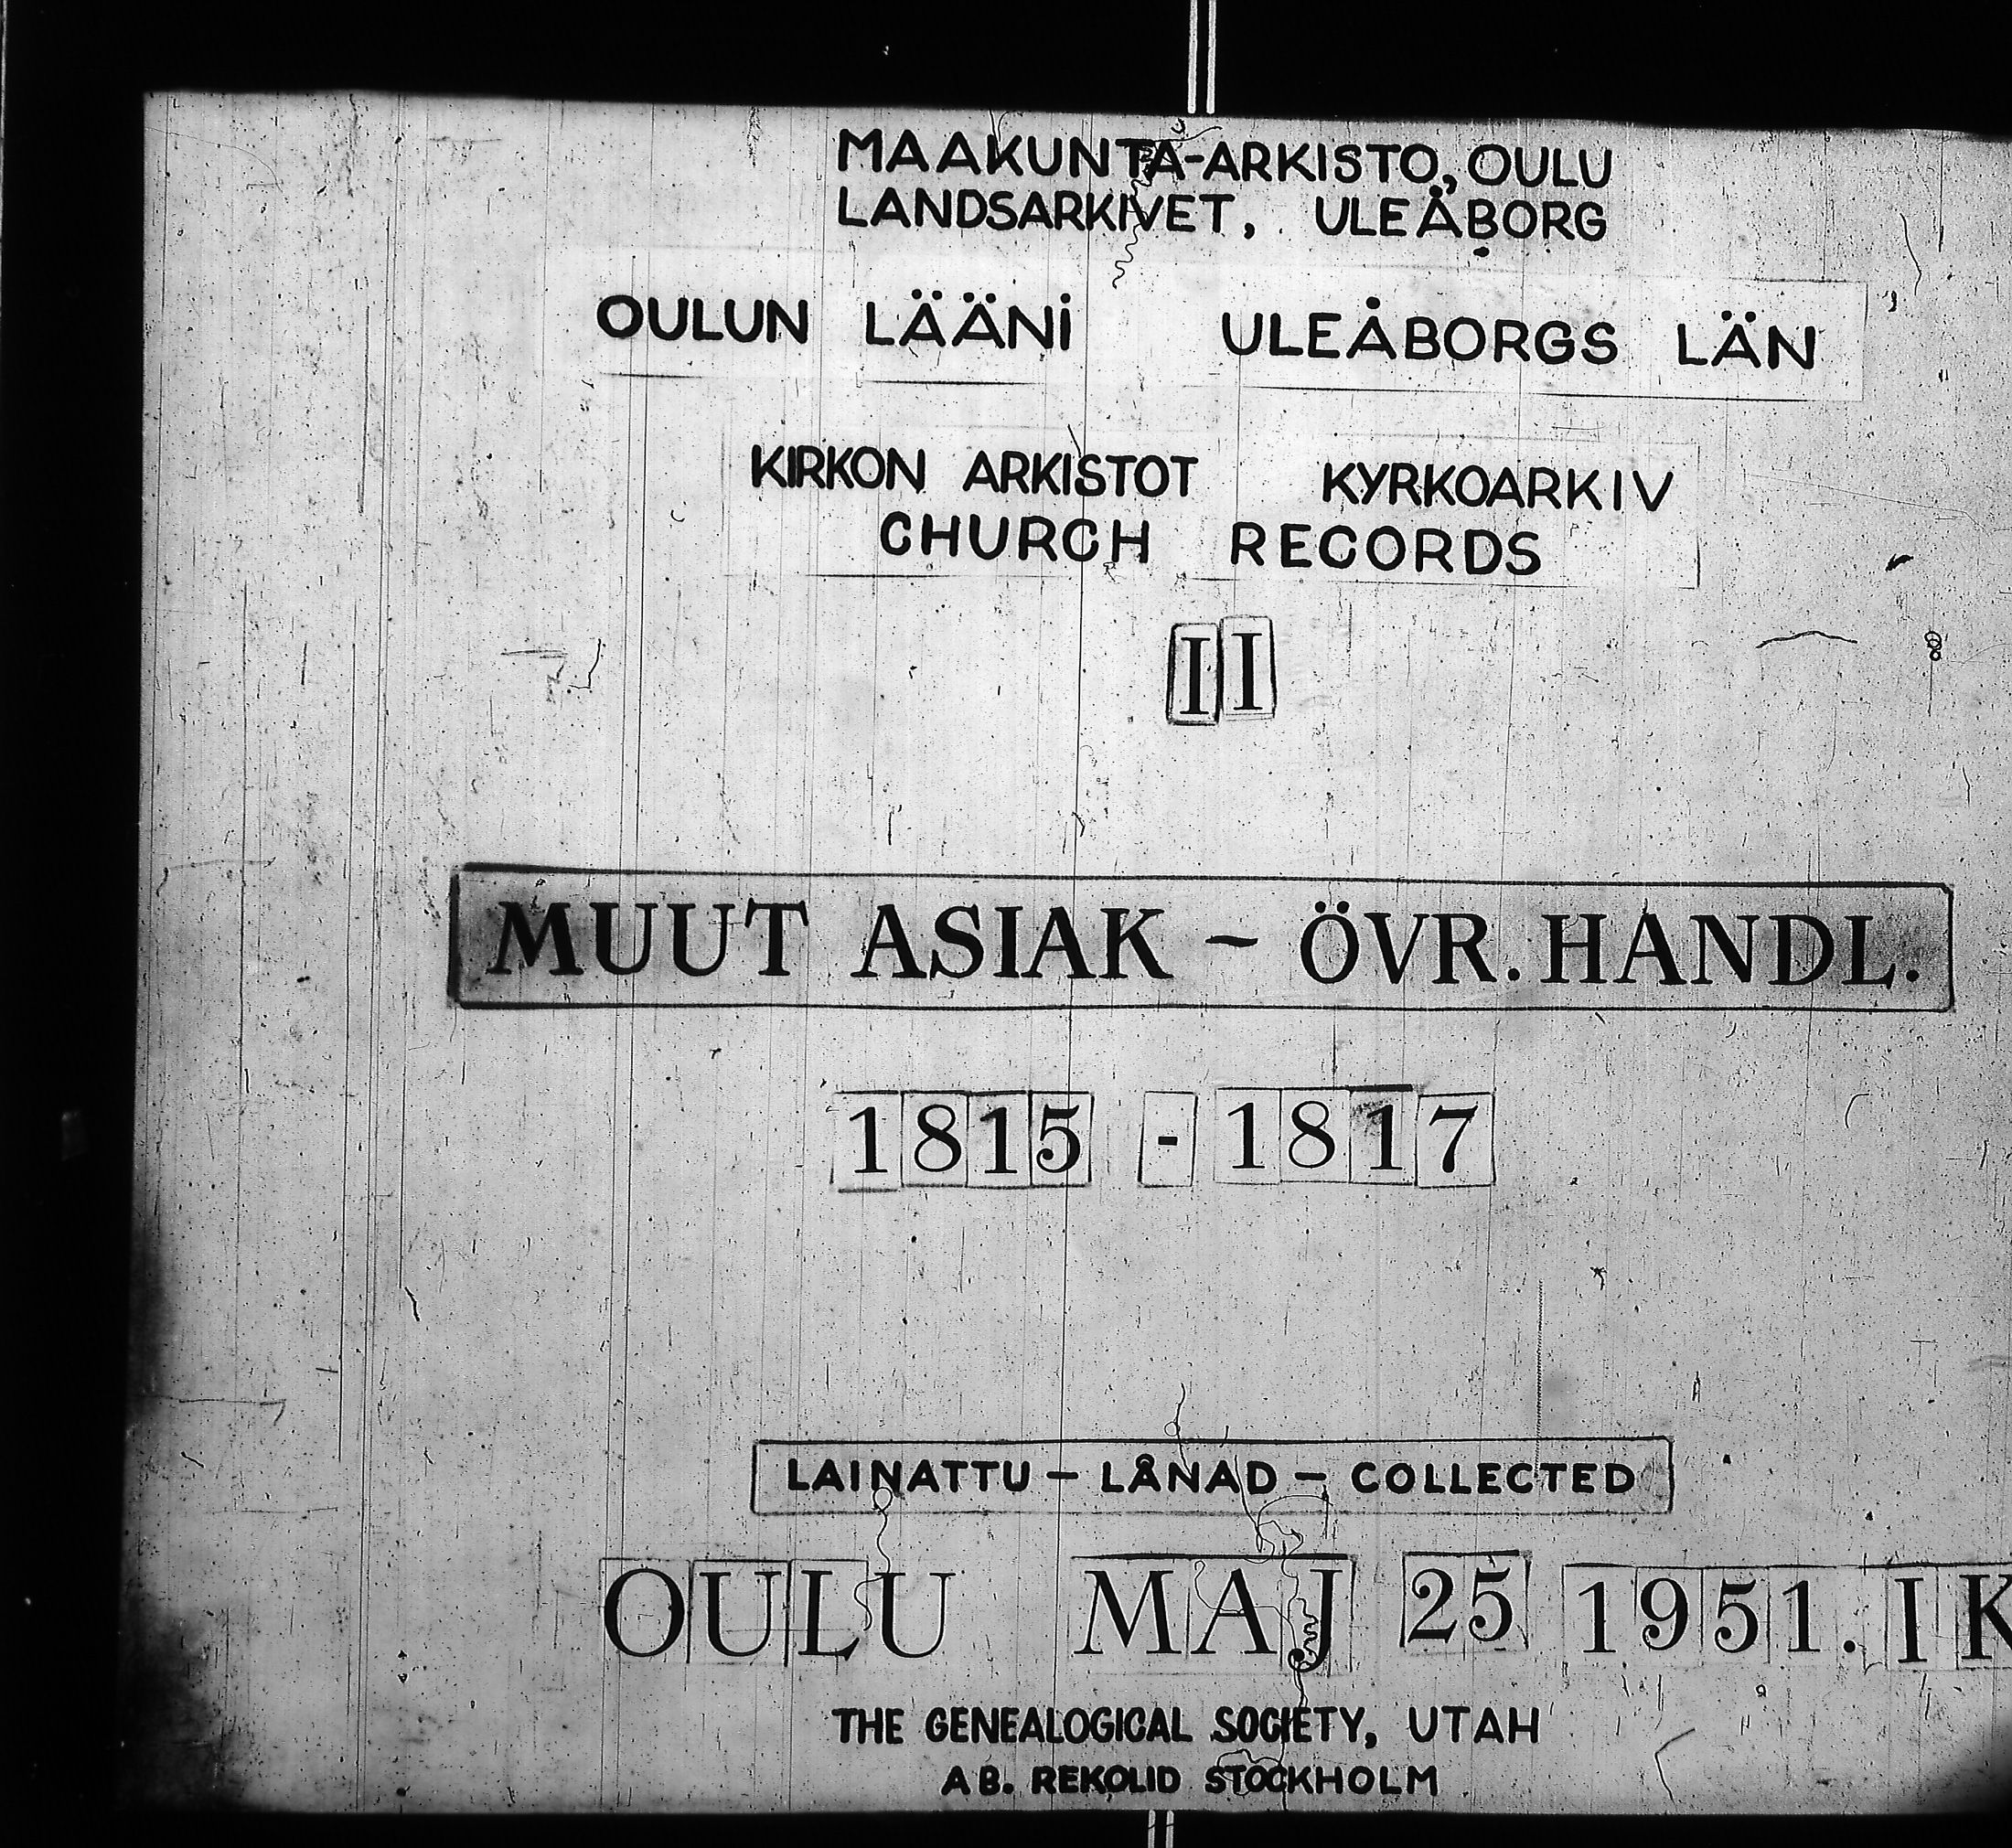 MAAKUNTA-ARKISTO, OULU
LANDSARKIVET, ULEÅBORG
OULUN LÄÄNI ULEÅBORGS LÄN
KIRKON ARKISTOT KYRKOARKIV
CHURCH RECORDS
II
MUUT ASIAK - ÖVR. HANDL.
1815 - 1817
LAINATTU - LÅNAD - COLLECTED
OULU MAJ 25 1951. IK
THE GENEALOGICAL SOCIETY, UTAH
AB. REKOLID STOCKHOLM